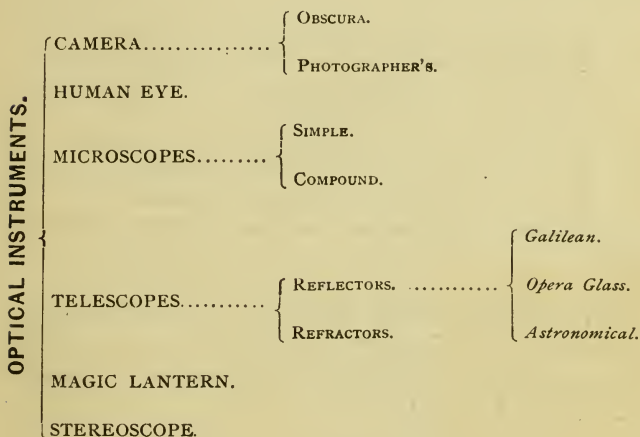 OPTICAL INSTRUMENTS.
CAMERA................
OBSCURA.
PHOTOGRAPHER'S.
HUMAN EYE.
MICROSCOPES.........
SIMPLE.
COMPOUND.
TELESCOPES...........
REFLECTORS. ...........
Galilean.
Opera Glass.
Astronomical.
REFRACTORS.
MAGIC LANTERN.
STEREOSCOPE.